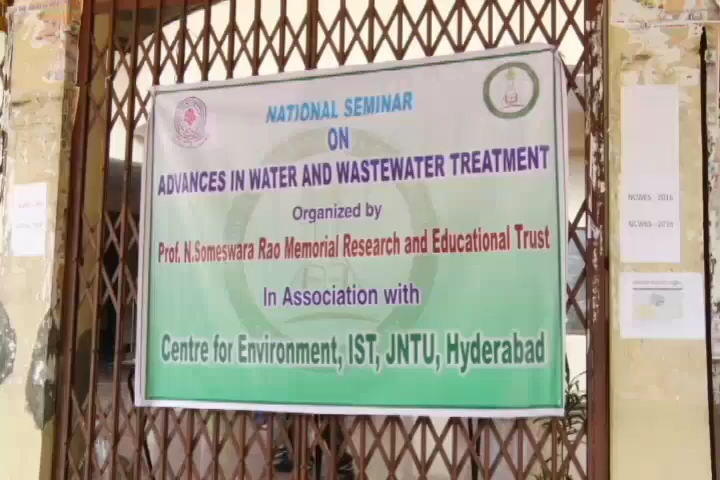 NATIONAL SEMINAR
ON
ADVANCES IN WATER AND WASTEWATER TREATMENT
Organized by
Prof. N.Someswara Rao Memorial Research and Educational Trust
In Association with
Centre for Environment, IST, JNTU, Hyderabad
NCWES - 2016
NCWES - 2016